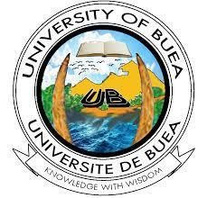 UNIVERSITY OF BUEA
UB
UNIVERSITE DE BUEA
KNOWLEDGE WITH WISDOM